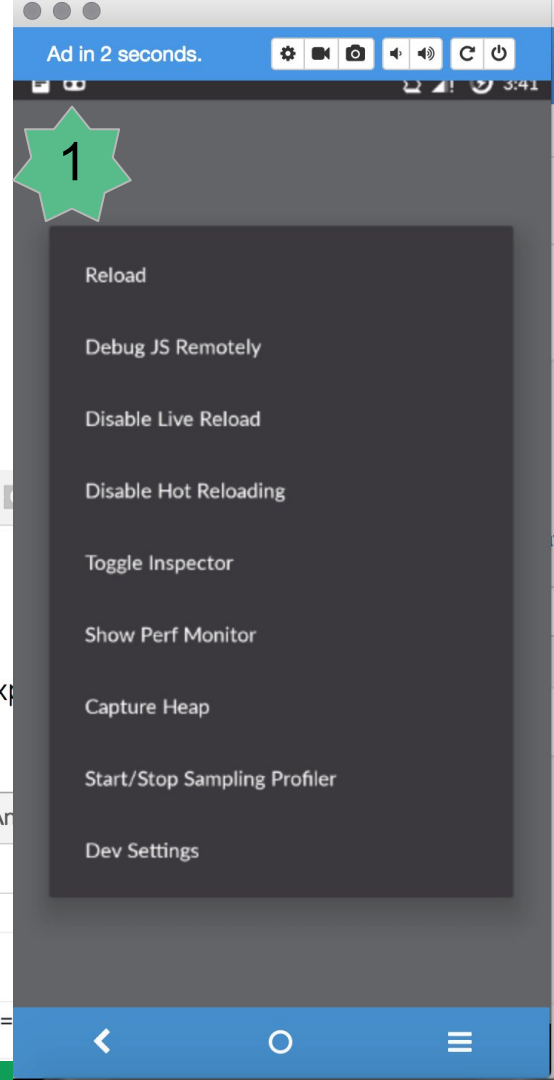 Ad in 2 seconds.
3:41
1
Reload
Debug JS Remotely
Disable Live Reload
Disable Hot Reloading
Toggle Inspector
Show Perf Monitor
Capture Heap
Start/Stop Sampling Profiler
Dev Settings
=